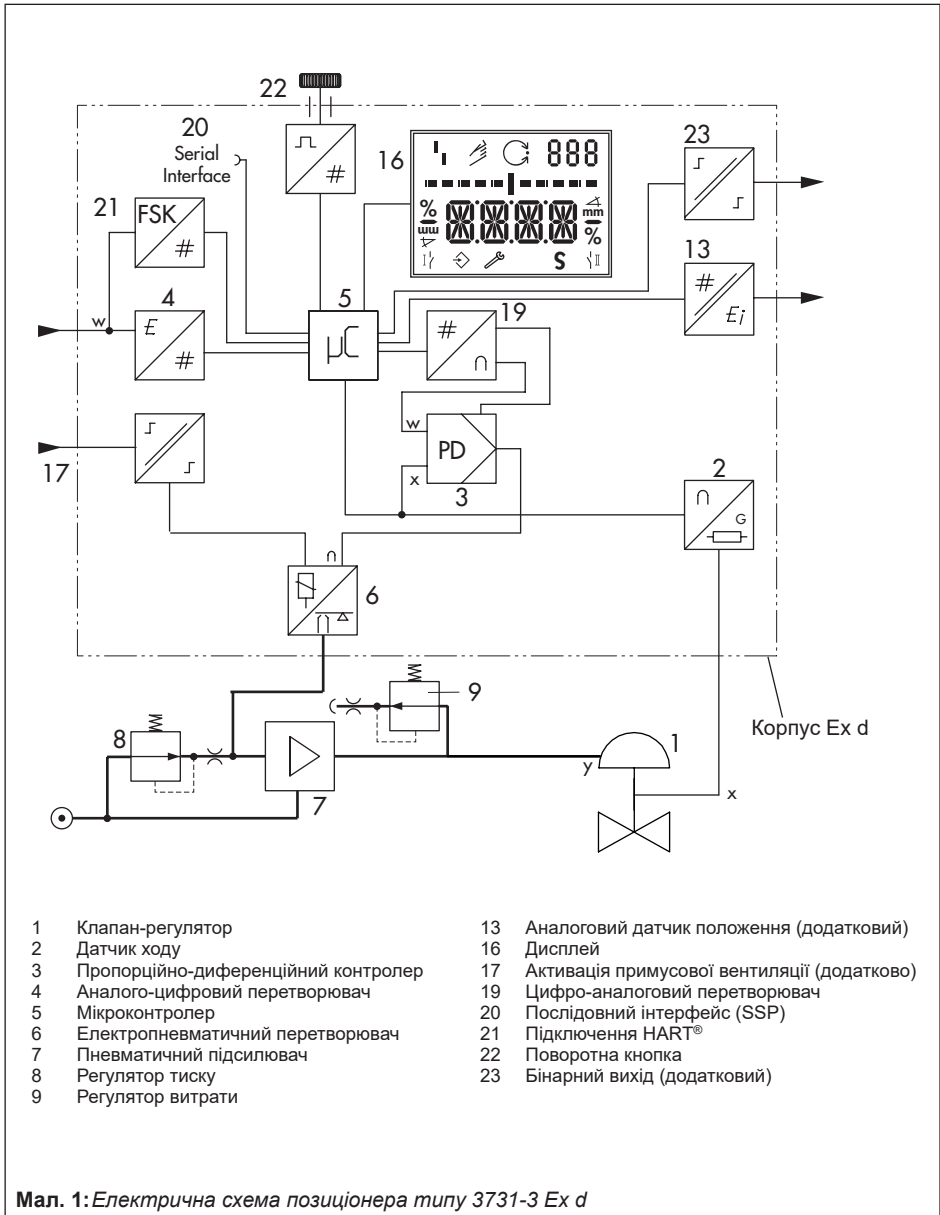 22
20
Serial
Interface
23
16
888
%
mm
mm
%
S
21
FSK
#
#
13
#
Ei
4
5
19
w
E
#
µC
#
∩
w
PD
x
3
17
2
∩
G
∩
6
9
8
Корпус Ex d
1
y
7
x
1 Клапан-регулятор
2 Датчик ходу
3 Пропорційно-диференційний контролер
4 Аналого-цифровий перетворювач
5 Мікроконтролер
6 Електропневматичний перетворювач
7 Пневматичний підсилювач
8 Регулятор тиску
9 Регулятор витрати
13 Аналоговий датчик положення (додатковий)
16 Дисплей
17 Активація примусової вентиляції (додатково)
19 Цифро-аналоговий перетворювач
20 Послідовний інтерфейс (SSP)
21 Підключення HART®
22 Поворотна кнопка
23 Бінарний вихід (додатковий)
Мал. 1: Електрична схема позиціонера типу 3731-3 Ex d